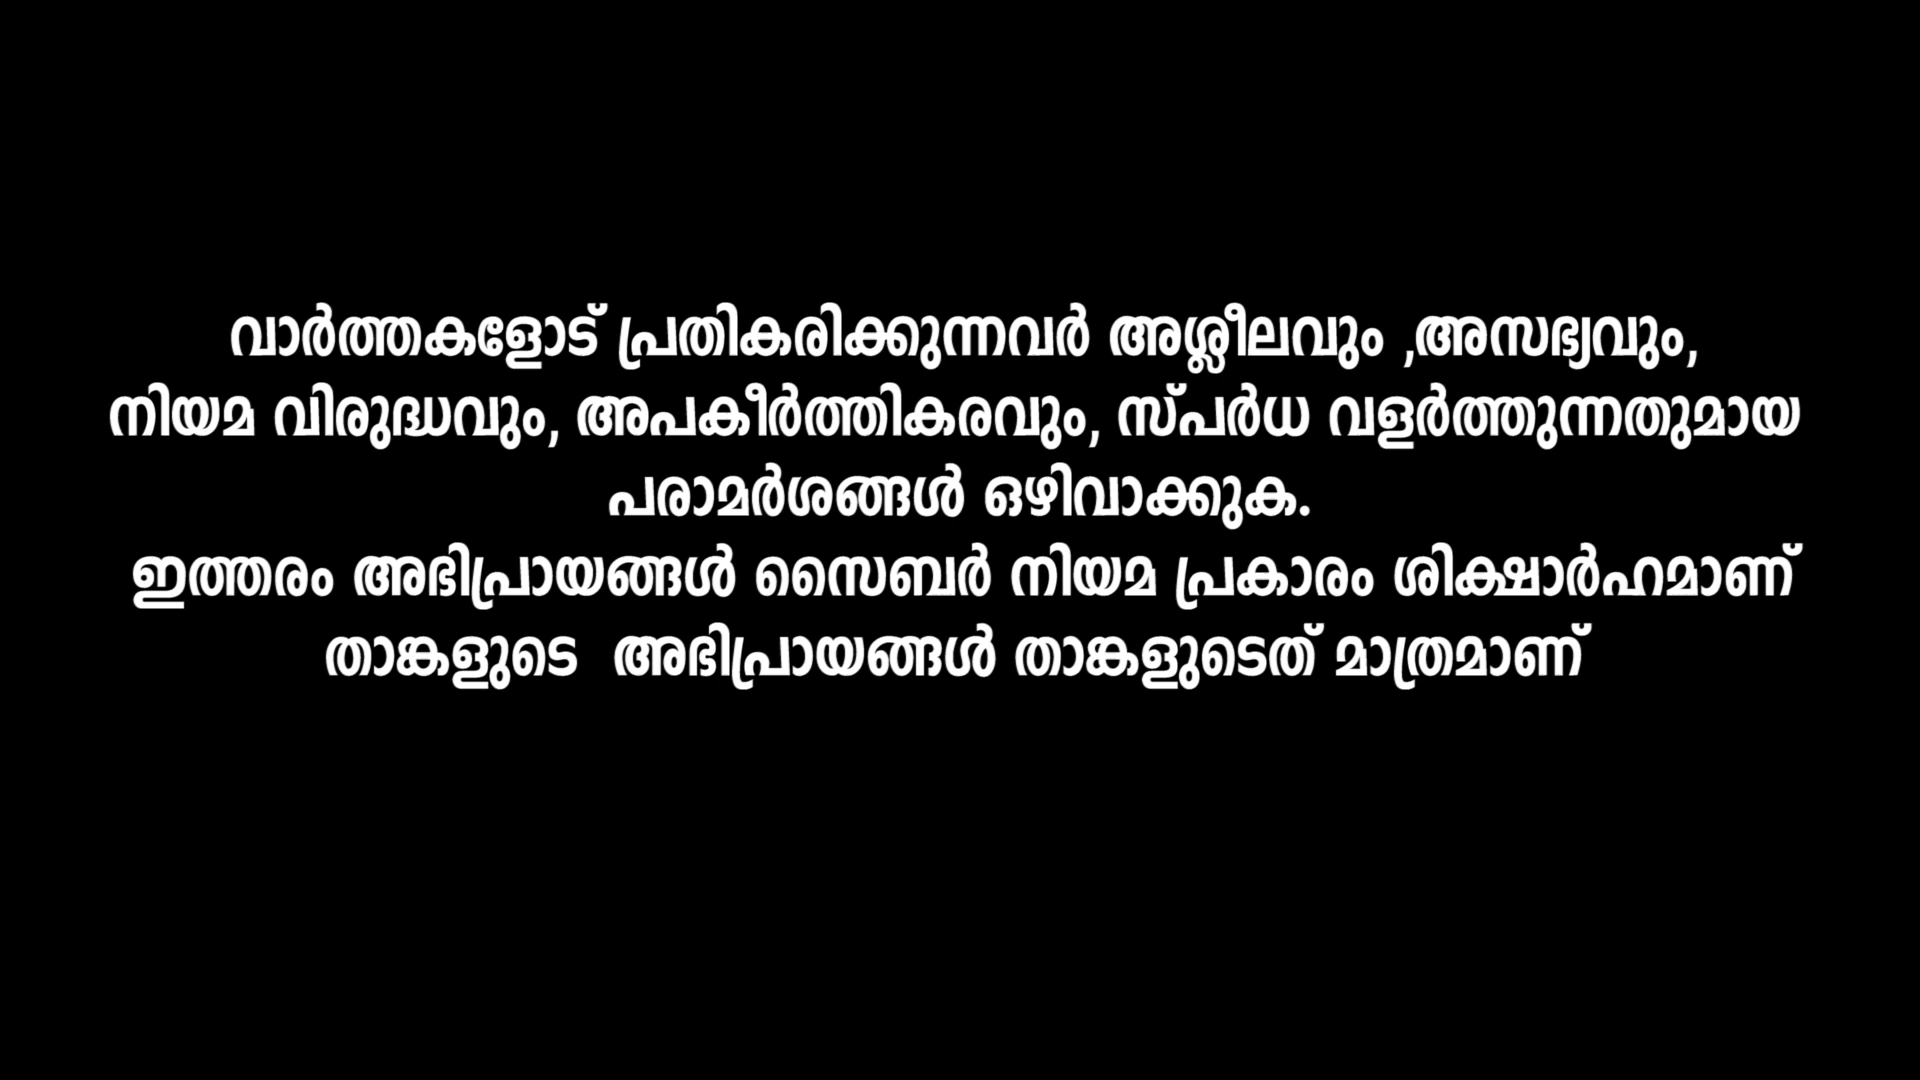 വാർത്തകളോട് പ്രതികരിക്കുന്നവർ അശ്ലീലവും ,അസഭ്യവും,
നിയമ വിരുദ്ധവും, അപകീർത്തികരവും, സ്പർധ വളർത്തുന്നതുമായ
പരാമർശങ്ങൾ ഒഴിവാക്കുക.
ഇത്തരം അഭിപ്രായങ്ങൾ സൈബർ നിയമ പ്രകാരം ശിക്ഷാർഹമാണ്
താങ്കളുടെ  അഭിപ്രായങ്ങൾ താങ്കളുടെത് മാത്രമാണ്